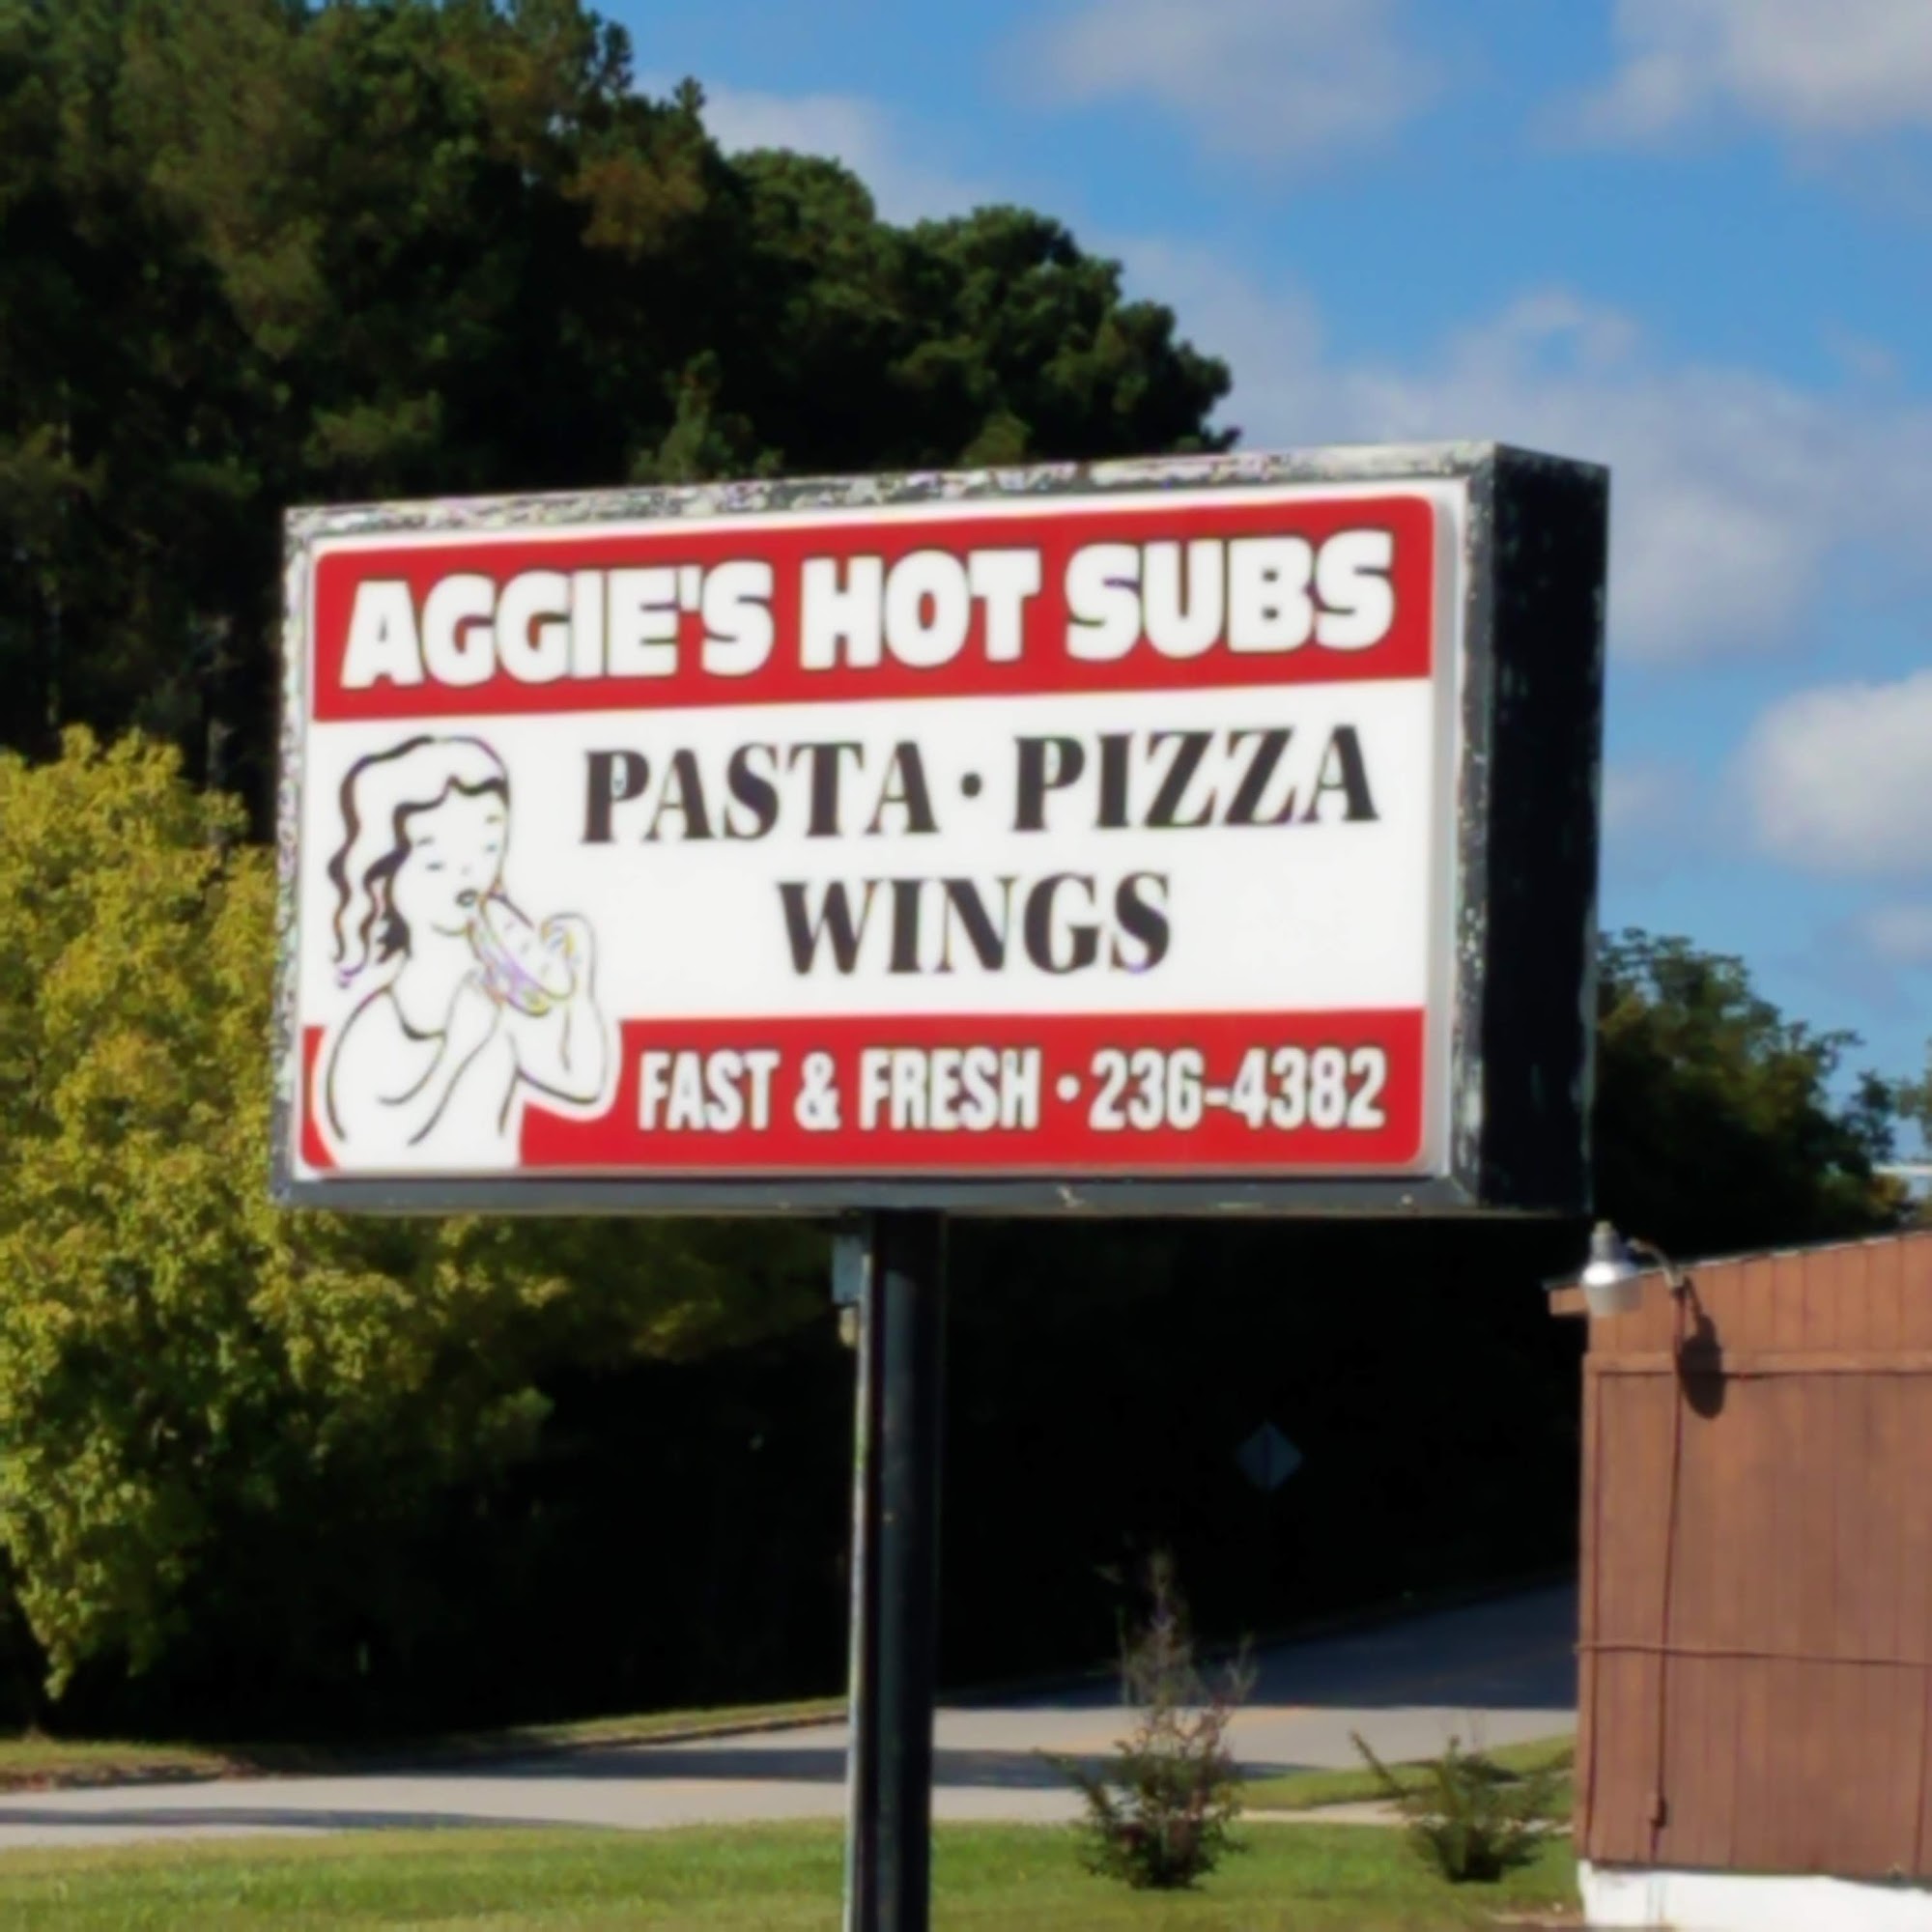 AGGIE'S HOT SUBS
PASTA • PIZZA
WINGS
FAST & FRESH • 236-4382